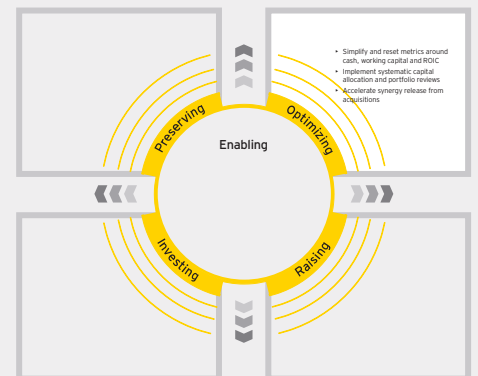 • Simplify and reset metrics around
cash, working capital and ROIC
• Implement systematic capital
allocation and portfolio reviews
• Accelerate synergy release from
acquisitions
Preserving
Optimizing
Enabling
Investing
Raising